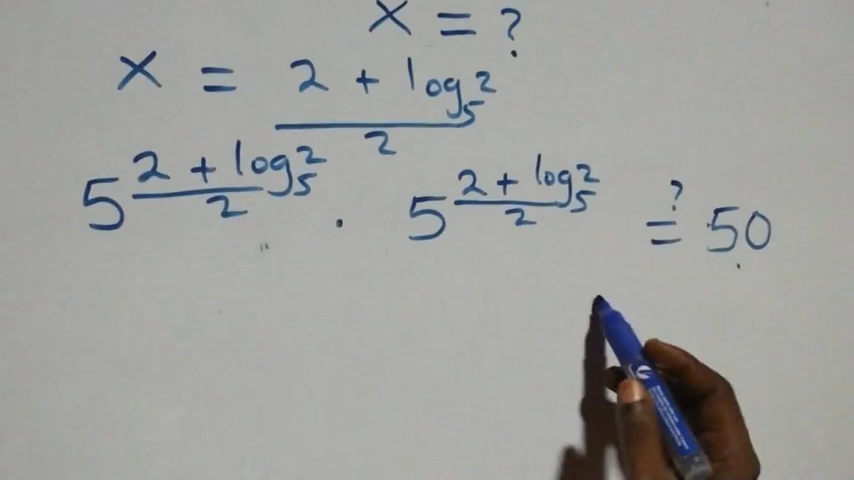 x = ?
x = (2 + log₅2)/2
5^((2 + log₅2)/2) · 5^((2 + log₅2)/2) ≟ 50